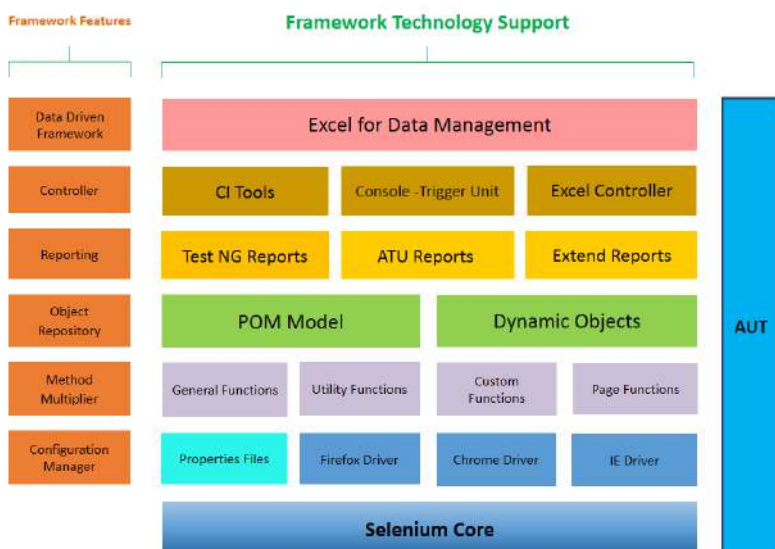 Framework Features
Framework Technology Support
Data Driven
Framework
Excel for Data Management
Controller
CI Tools
Console -Trigger Unit
Excel Controller
Reporting
Test NG Reports
ATU Reports
Extend Reports
Object
Repository
POM Model
Dynamic Objects
AUT
Method
Multiplier
General Functions
Utility Functions
Custom
Functions
Page Functions
Configuration
Manager
Properties Files
Firefox Driver
Chrome Driver
IE Driver
Selenium Core